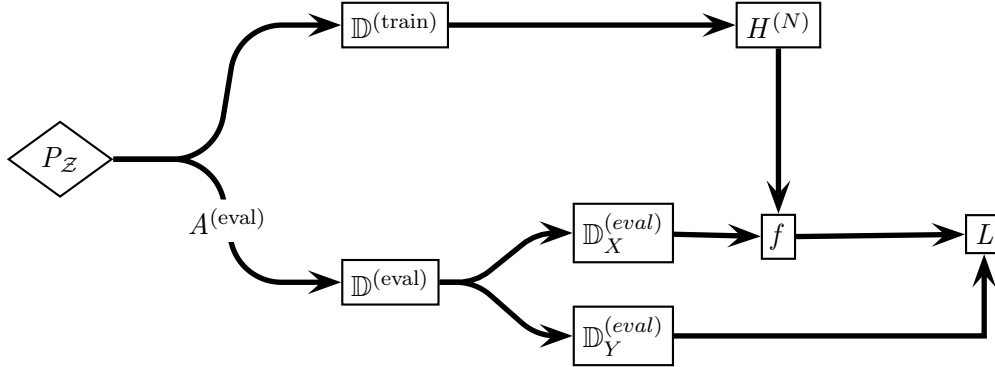 𝔻^(train)
H^(N)
P_𝒵
A^(eval)
𝔻_X^(eval)
f
L
𝔻^(eval)
𝔻_Y^(eval)